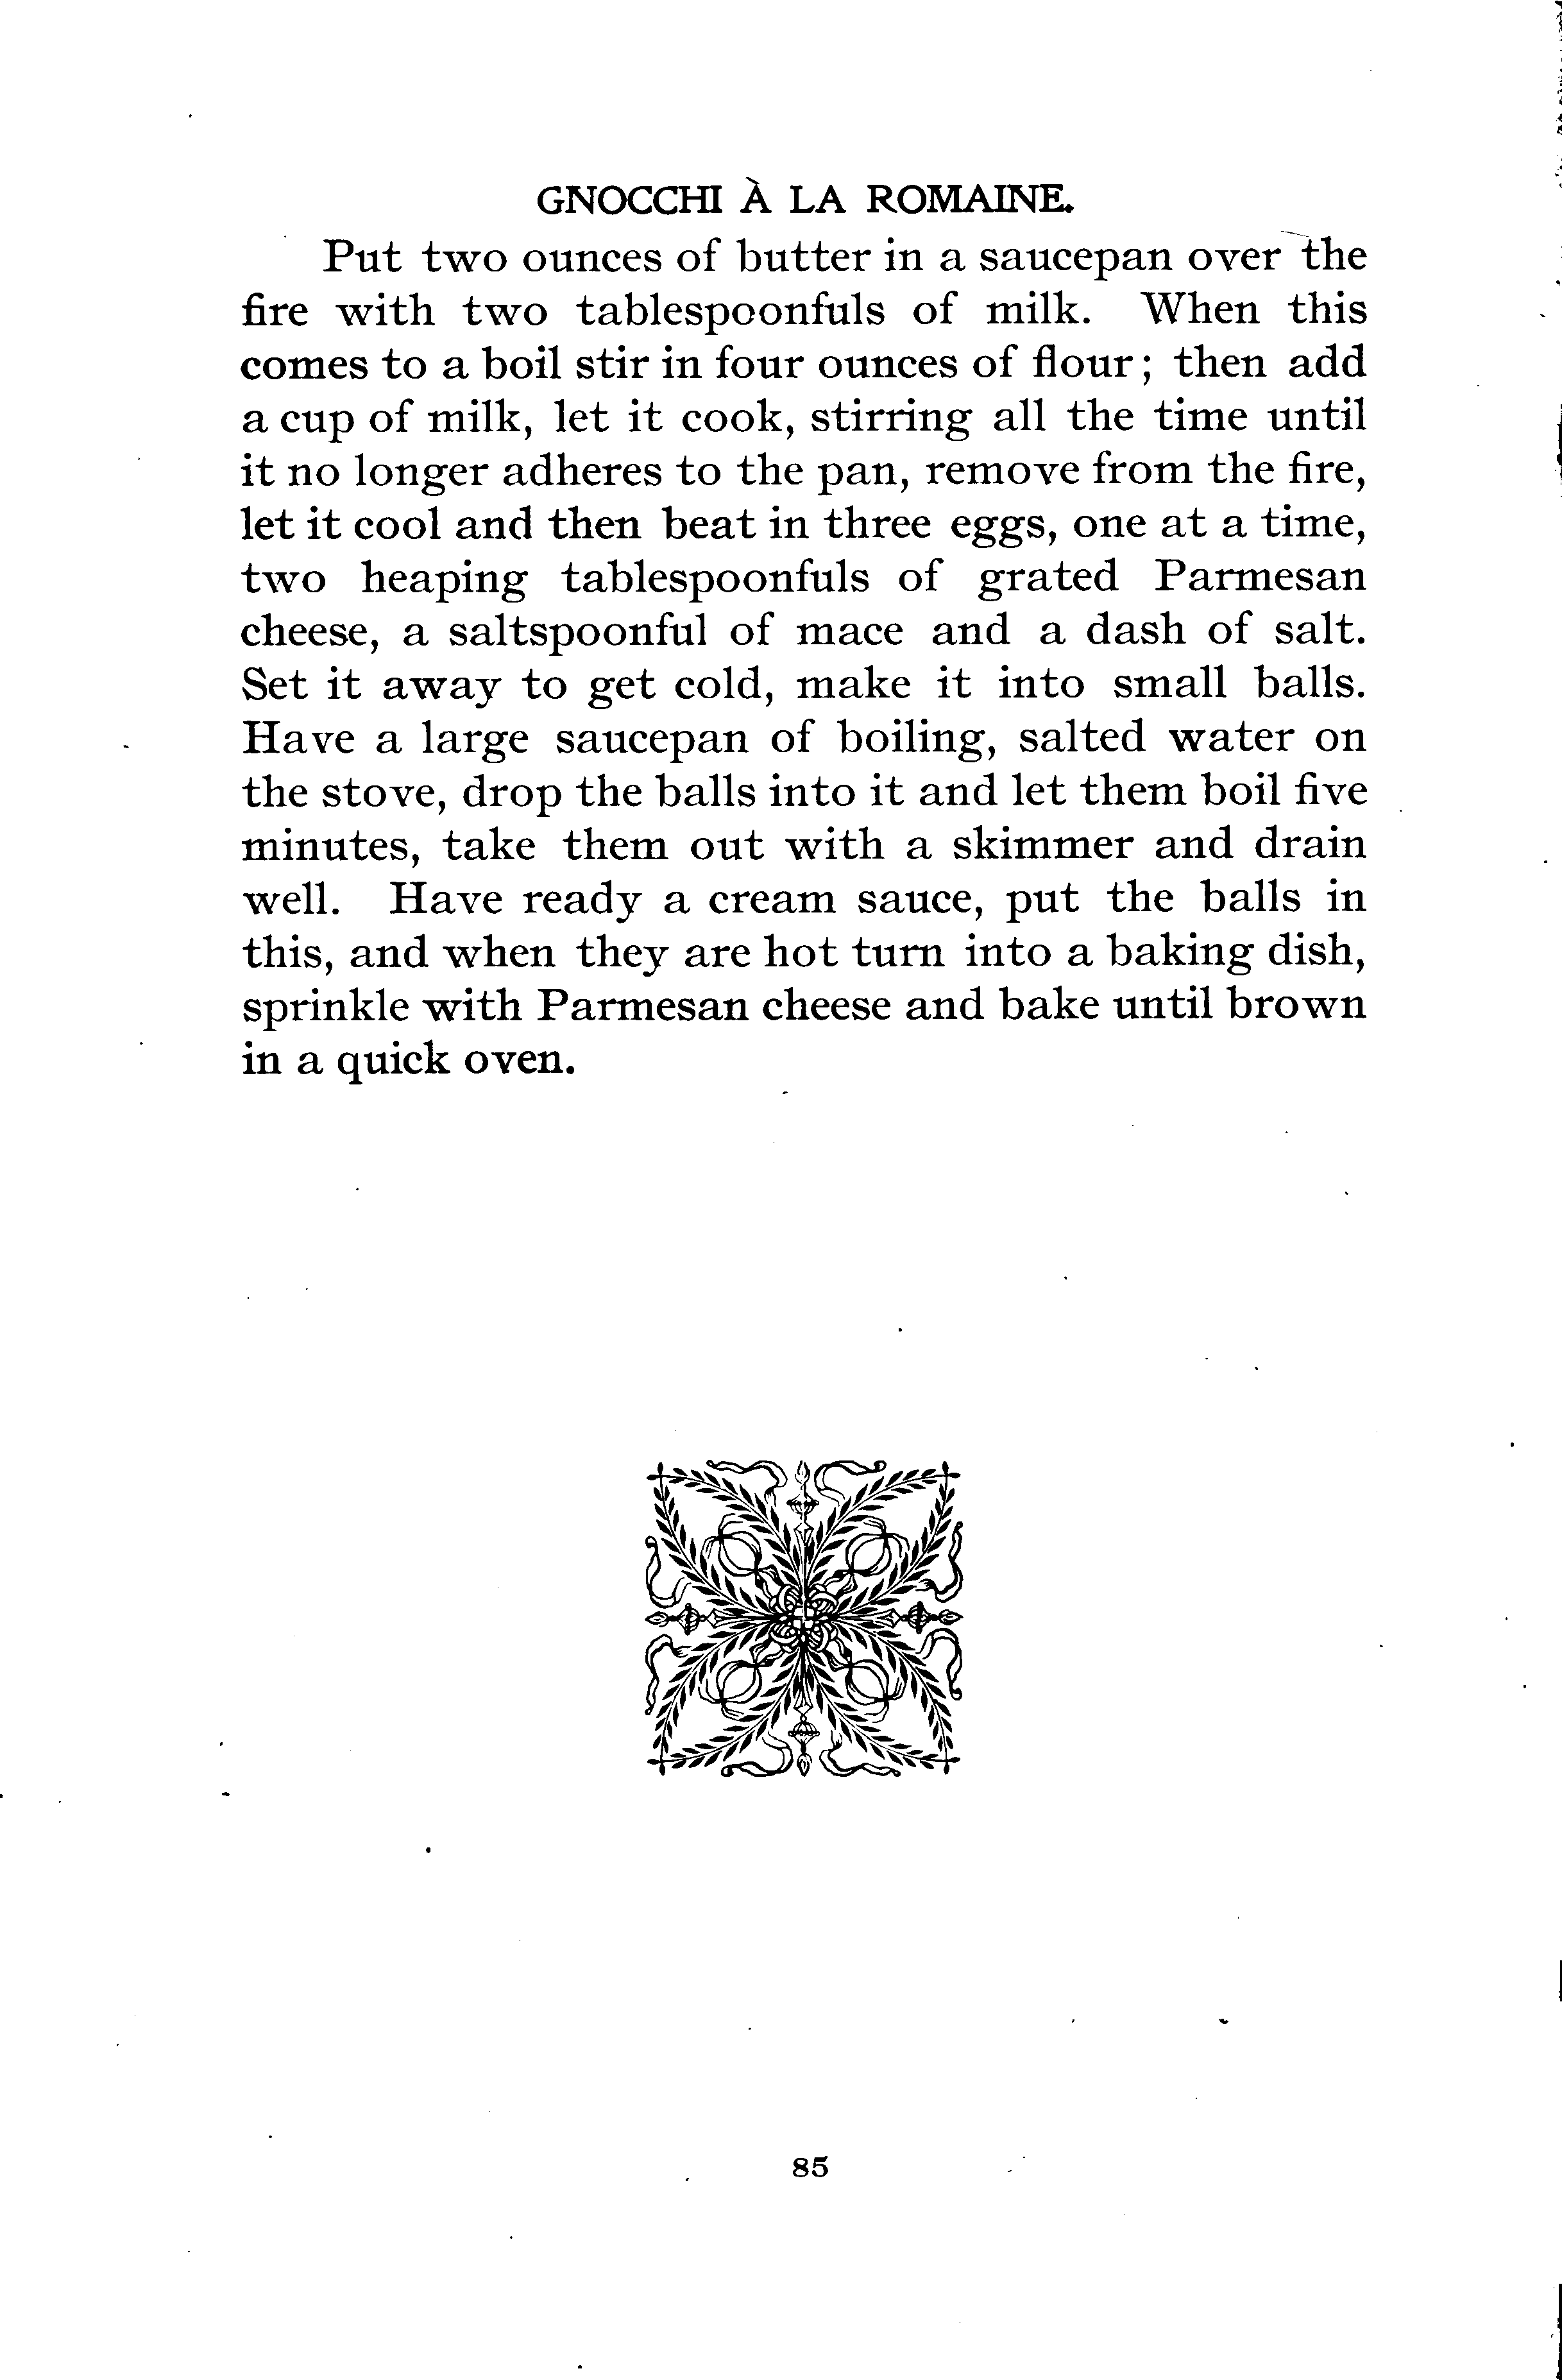 GNOCCHI À LA ROMAINE.
Put two ounces of butter in a saucepan over the
fire with two tablespoonfuls of milk. When this
comes to a boil stir in four ounces of flour; then add
a cup of milk, let it cook, stirring all the time until
it no longer adheres to the pan, remove from the fire,
let it cool and then beat in three eggs, one at a time,
two heaping tablespoonfuls of grated Parmesan
cheese, a saltspoonful of mace and a dash of salt.
Set it away to get cold, make it into small balls.
Have a large saucepan of boiling, salted water on
the stove, drop the balls into it and let them boil five
minutes, take them out with a skimmer and drain
well. Have ready a cream sauce, put the balls in
this, and when they are hot turn into a baking dish,
sprinkle with Parmesan cheese and bake until brown
in a quick oven.
85